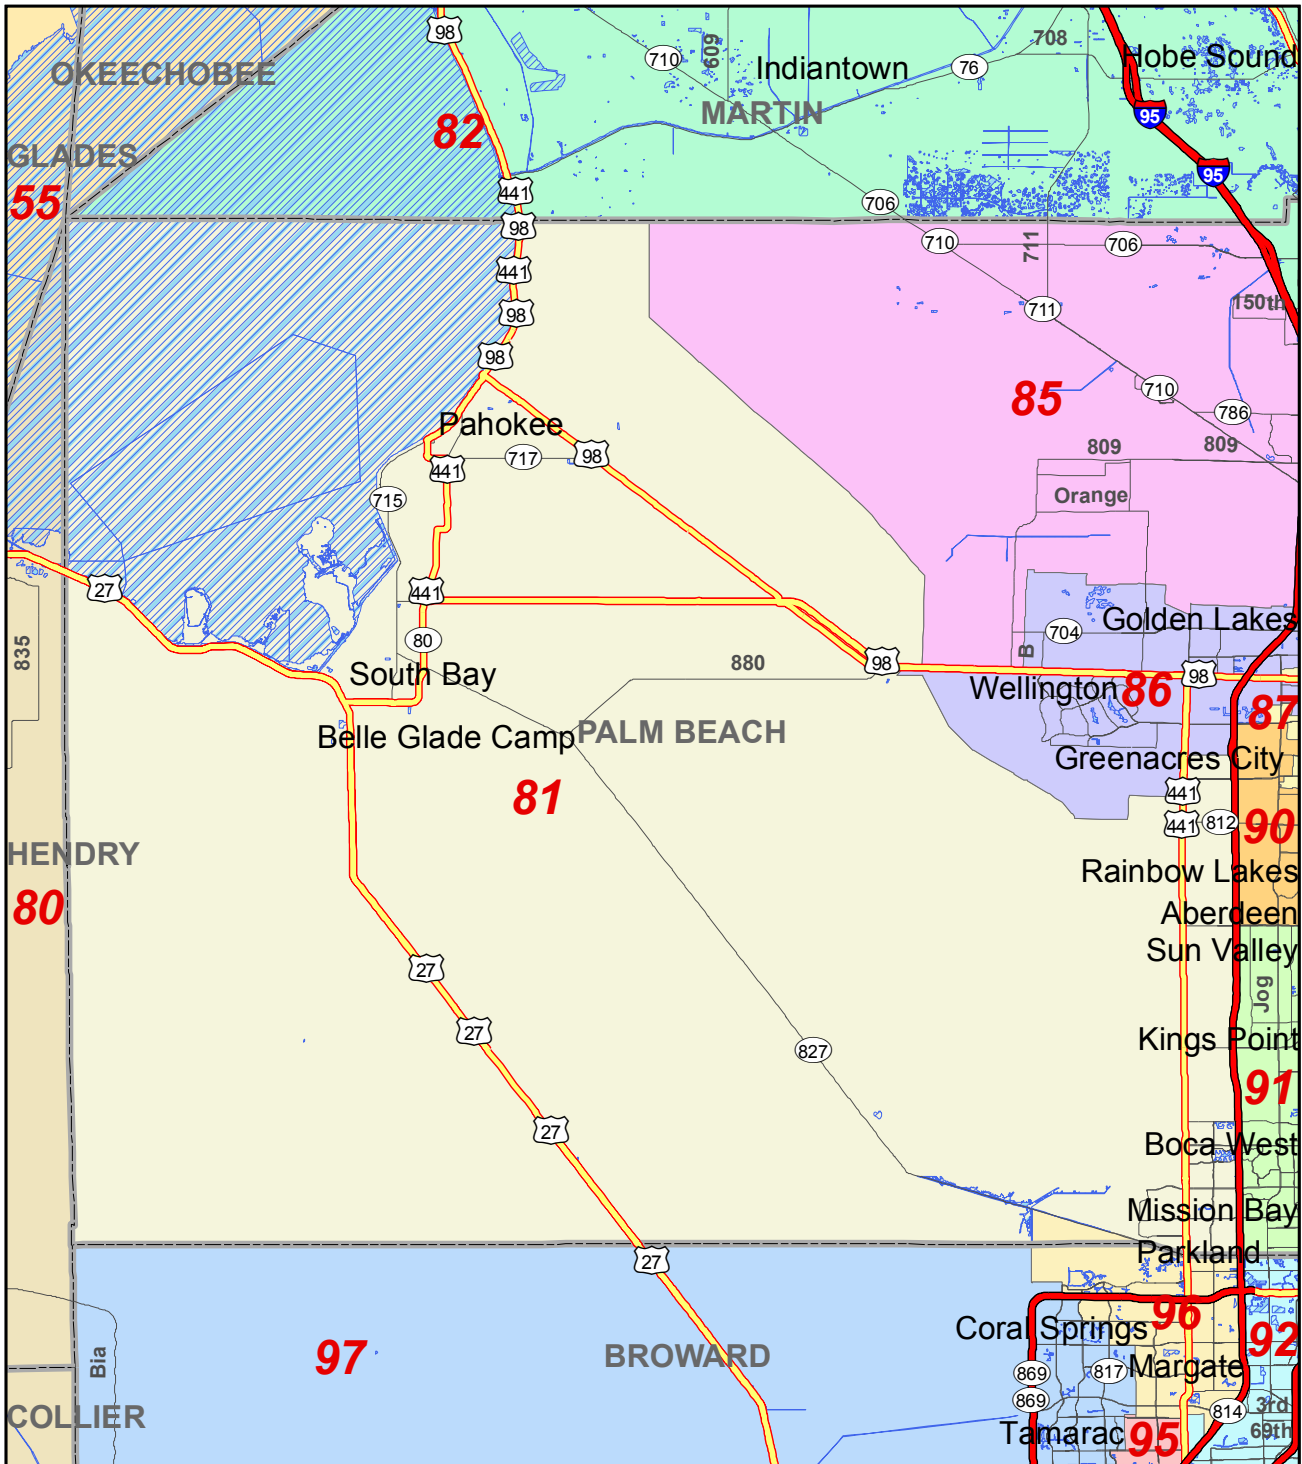 98
710
609
708
Hobe Sound
Indiantown
76
OKEECHOBEE
MARTIN
95
82
GLADES
95
55
441
706
98
710
711
706
441
98
150th
711
98
85
710
786
Pahokee
717
98
809
809
441
715
Orange
27
441
Golden Lakes
704
80
835
B
880
98
South Bay
98
Wellington
86
87
Belle Glade Camp
PALM BEACH
Greenacres City
81
441
441
812
90
HENDRY
Rainbow Lakes
80
Aberdeen
Sun Valley
27
Jog
27
Kings Point
827
91
27
Boca West
Mission Bay
Parkland
27
96
Coral Springs
92
97
BROWARD
Bia
869
817
Margate
869
814
3rd
COLLIER
69th
Tamarac
95